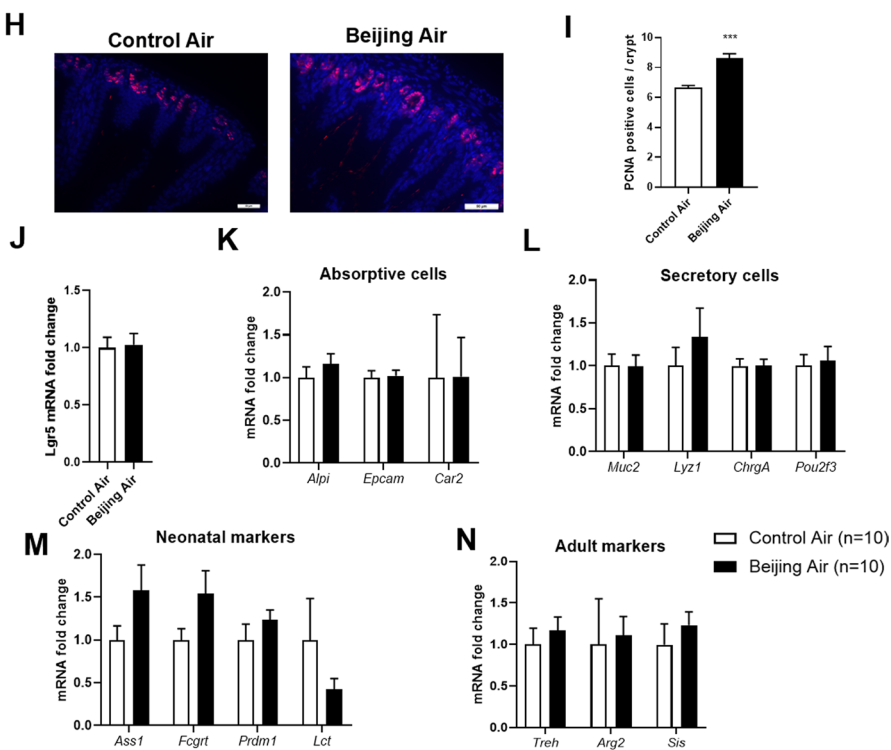 H
Control Air
Beijing Air
50 µm
I
PCNA positive cells / crypt
10
8
6
4
2
0
***
Control Air
Beijing Air
J
Lgr5 mRNA fold change
1.5
1.0
0.5
0.0
Control Air
Beijing Air
K
Absorptive cells
mRNA fold change
2.0
1.5
1.0
0.5
0.0
Alpi Epcam Car2
L
Secretory cells
mRNA fold change
2.0
1.5
1.0
0.5
0.0
Muc2 Lyz1 ChrgA Pou2f3
M
Neonatal markers
mRNA fold change
2.0
1.5
1.0
0.5
0.0
Ass1 Fcgrt Prdm1 Lct
N
Adult markers
mRNA fold change
2.0
1.5
1.0
0.5
0.0
Treh Arg2 Sis
Control Air (n=10)
Beijing Air (n=10)